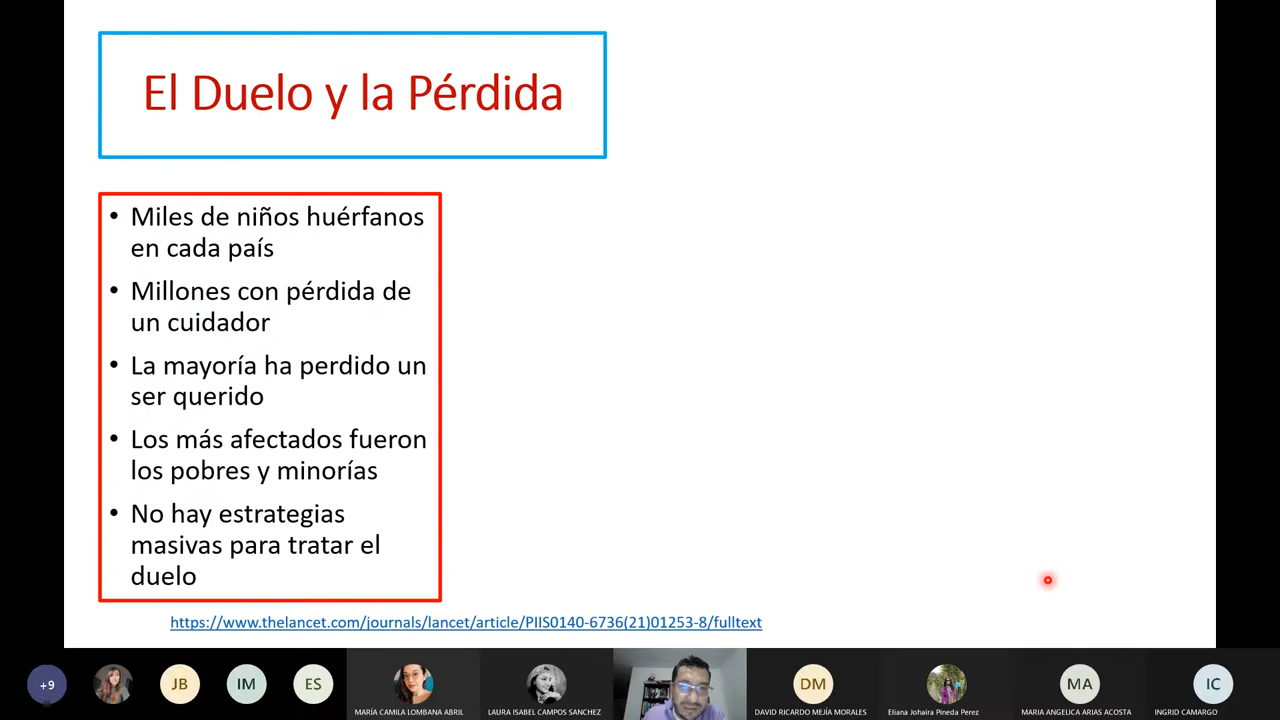 El Duelo y la Pérdida
• Miles de niños huérfanos
en cada país
• Millones con pérdida de
un cuidador
• La mayoría ha perdido un
ser querido
• Los más afectados fueron
los pobres y minorías
• No hay estrategias
masivas para tratar el
duelo
https://www.thelancet.com/journals/lancet/article/PIIS0140-6736(21)01253-8/fulltext
+9
JB
IM
ES
MARÍA CAMILA LOMBANA ABRIL
LAURA ISABEL CAMPOS SANCHEZ
DM
DAVID RICARDO MEJÍA MORALES
Eliana Johaira Pineda Perez
MA
MARIA ANGELICA ARIAS ACOSTA
IC
INGRID CAMARGO